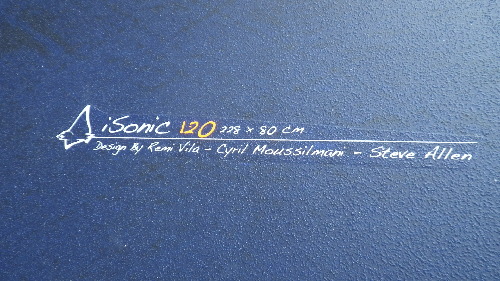 iSonic 120 228 x 80 cm
Design By Remi Vila - Cyril Moussilmani - Steve Allen